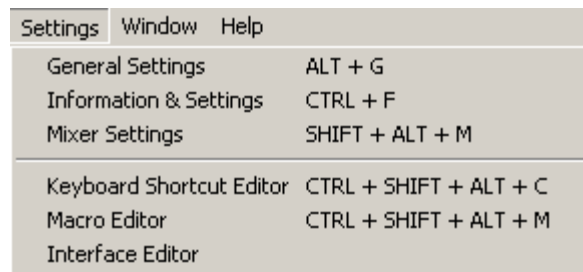 Settings Window Help
General Settings ALT + G
Information & Settings CTRL + F
Mixer Settings SHIFT + ALT + M
Keyboard Shortcut Editor CTRL + SHIFT + ALT + C
Macro Editor CTRL + SHIFT + ALT + M
Interface Editor